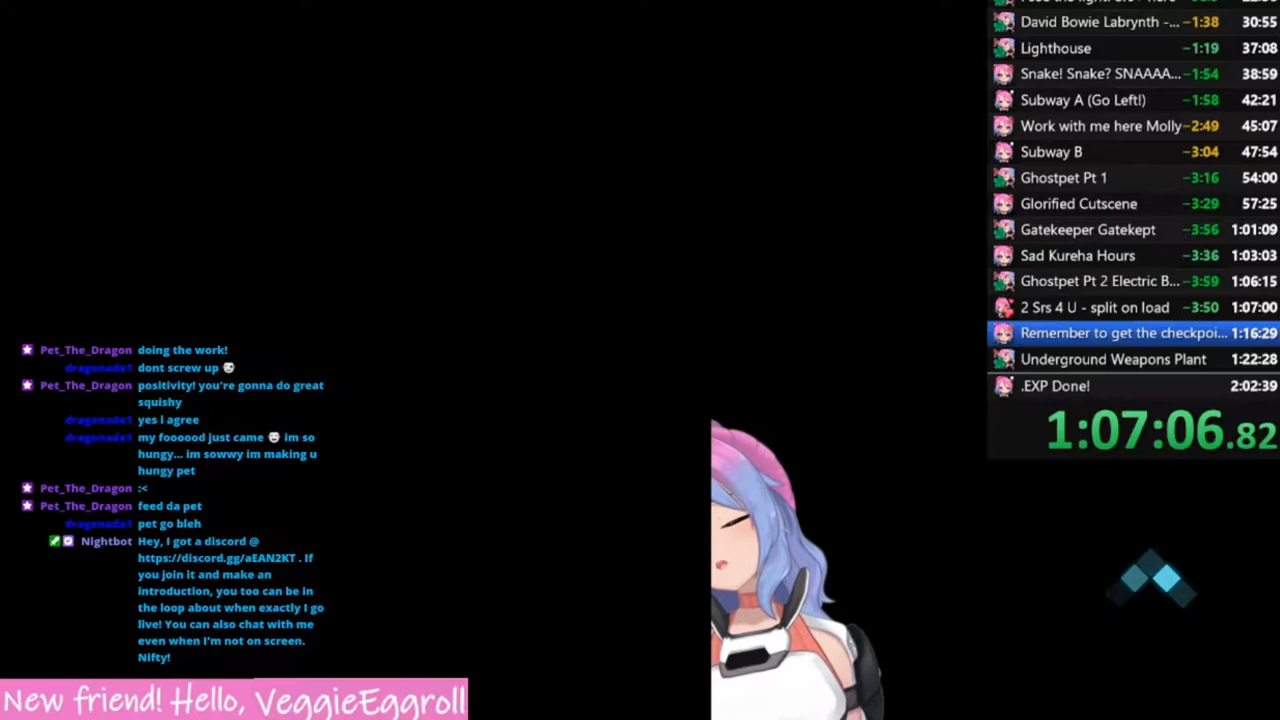 David Bowie Labrynth -... −1:38 30:55
Lighthouse −1:19 37:08
Snake! Snake? SNAAAA... −1:54 38:59
Subway A (Go Left!) −1:58 42:21
Work with me here Molly −2:49 45:07
Subway B −3:04 47:54
Ghostpet Pt 1 −3:16 54:00
Glorified Cutscene −3:29 57:25
Gatekeeper Gatekept −3:56 1:01:09
Sad Kureha Hours −3:36 1:03:03
Ghostpet Pt 2 Electric B... −3:59 1:06:15
2 Srs 4 U - split on load −3:50 1:07:00
Remember to get the checkpoi... 1:16:29
Underground Weapons Plant 1:22:28
.EXP Done! 2:02:39
1:07:06.82
Pet_The_Dragon doing the work!
dragonade1 dont screw up
Pet_The_Dragon positivity! you're gonna do great
squishy
dragonade1 yes i agree
dragonade1 my foooood just came im so
hungy... im sowwy im making u
hungy pet
Pet_The_Dragon :<
Pet_The_Dragon feed da pet
dragonade1 pet go bleh
Nightbot Hey, I got a discord @
https://discord.gg/aEAN2KT . If
you join it and make an
introduction, you too can be in
the loop about when exactly I go
live! You can also chat with me
even when I'm not on screen.
Nifty!
New friend! Hello, VeggieEggroll